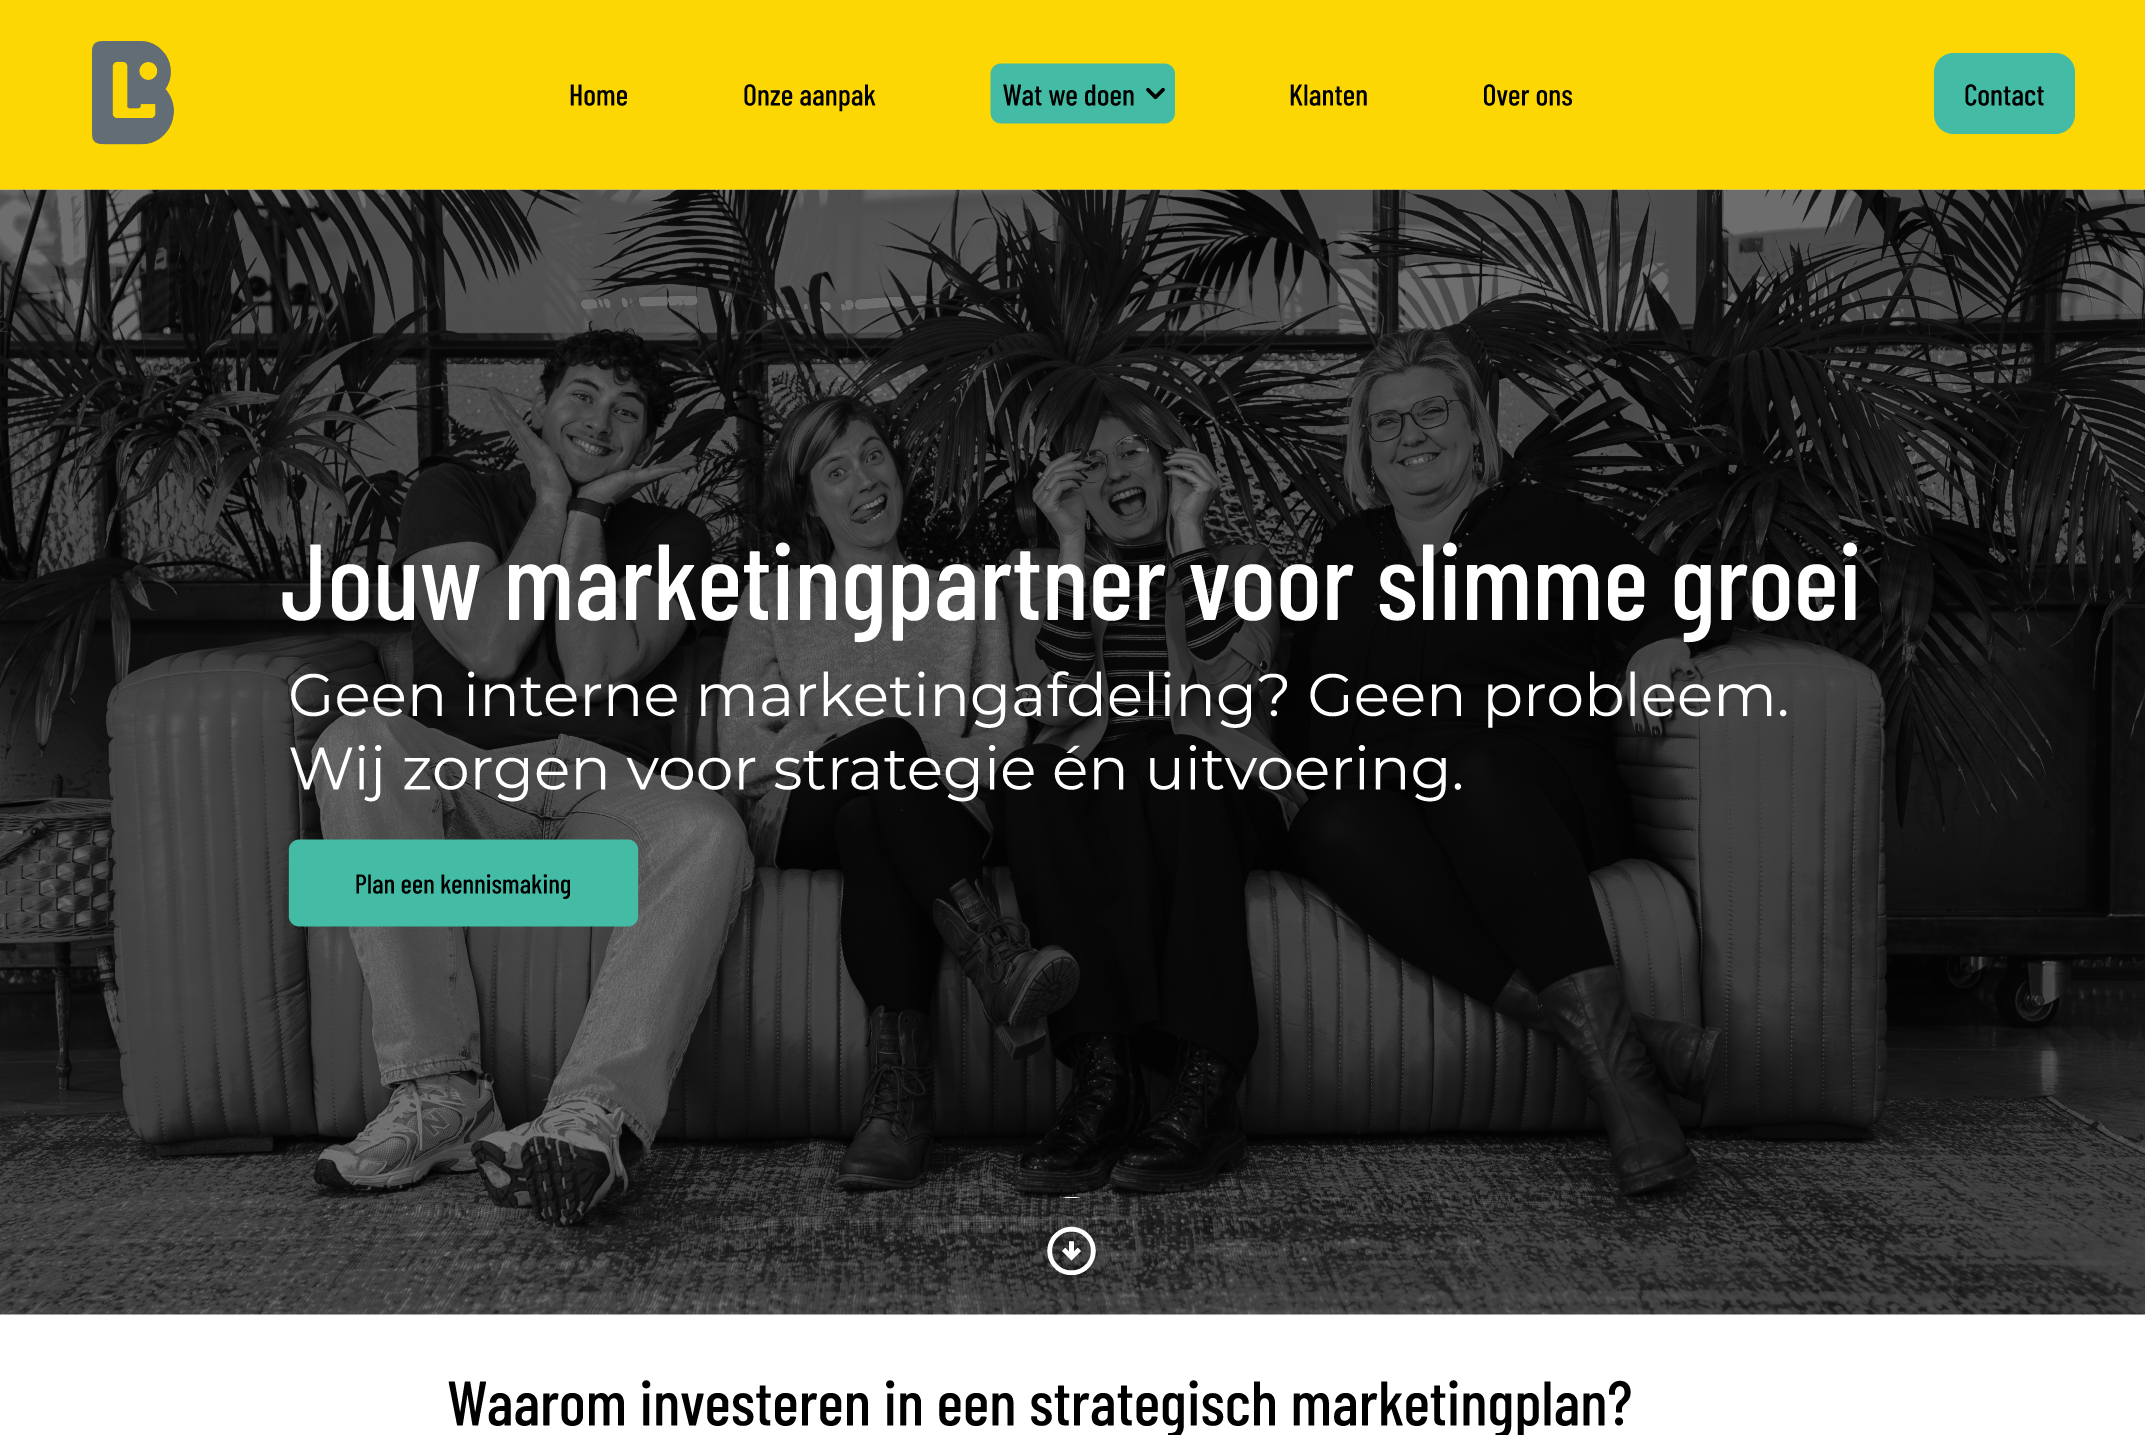 Home
Onze aanpak
Wat we doen
Klanten
Over ons
Contact
Jouw marketingpartner voor slimme groei
Geen interne marketingafdeling? Geen probleem.
Wij zorgen voor strategie én uitvoering.
Plan een kennismaking
Waarom investeren in een strategisch marketingplan?